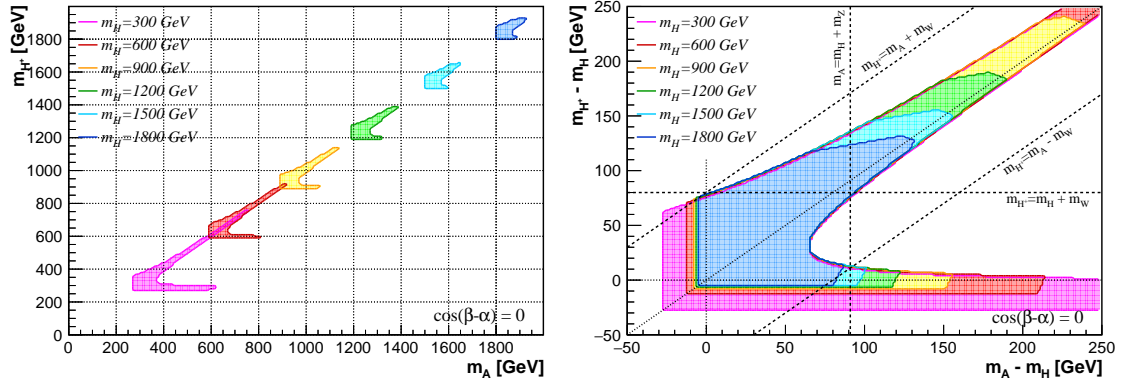 m_H⁺ [GeV]
1800
1600
1400
1200
1000
800
600
400
200
0
m_H=300 GeV
m_H=600 GeV
m_H=900 GeV
m_H=1200 GeV
m_H=1500 GeV
m_H=1800 GeV
cos(β-α) = 0
0 200 400 600 800 1000 1200 1400 1600 1800
m_A [GeV]
m_H⁺ - m_H [GeV]
250
200
150
100
50
0
−50
m_H=300 GeV
m_H=600 GeV
m_H=900 GeV
m_H=1200 GeV
m_H=1500 GeV
m_H=1800 GeV
m_A=m_H + m_Z
m_H⁺=m_A + m_W
m_H⁺=m_A - m_W
m_H⁺=m_H + m_W
cos(β-α) = 0
−50 0 50 100 150 200 250
m_A - m_H [GeV]